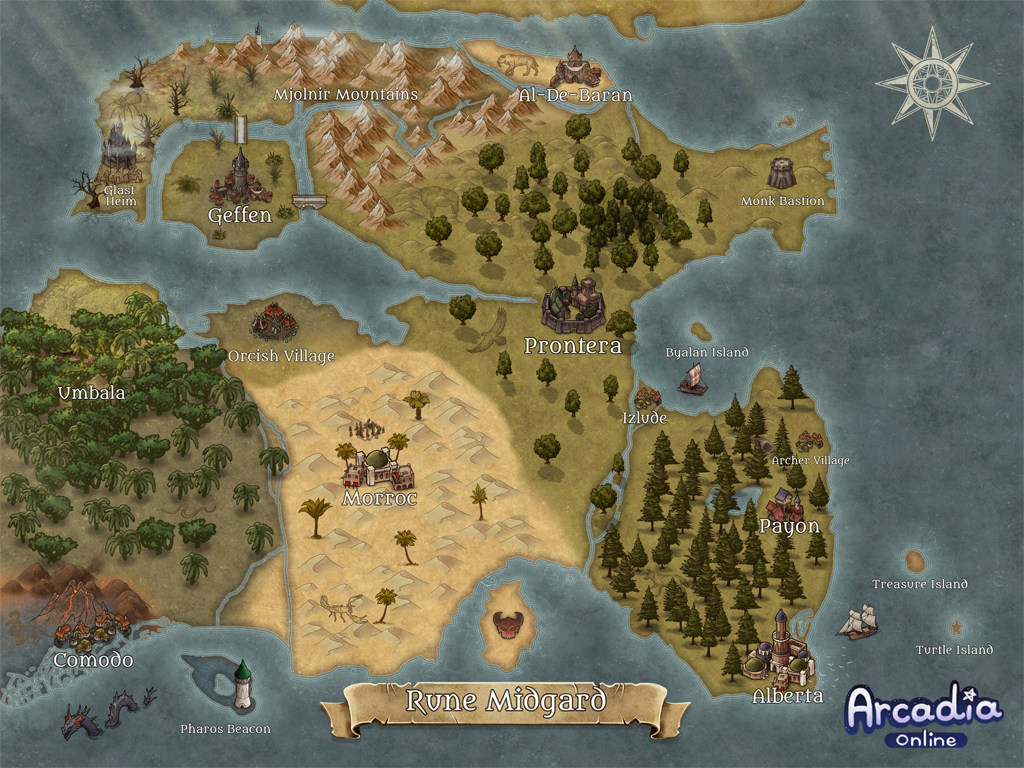 Mjolnir Mountains
Al-De-Baran
Glast
Heim
Monk Bastion
Geffen
Prontera
Byalan Island
Orcish Village
Umbala
Izlude
Archer Village
Morroc
Payon
Treasure Island
Turtle Island
Comodo
Alberta
Rune Midgard
Pharos Beacon
Arcadia
Online